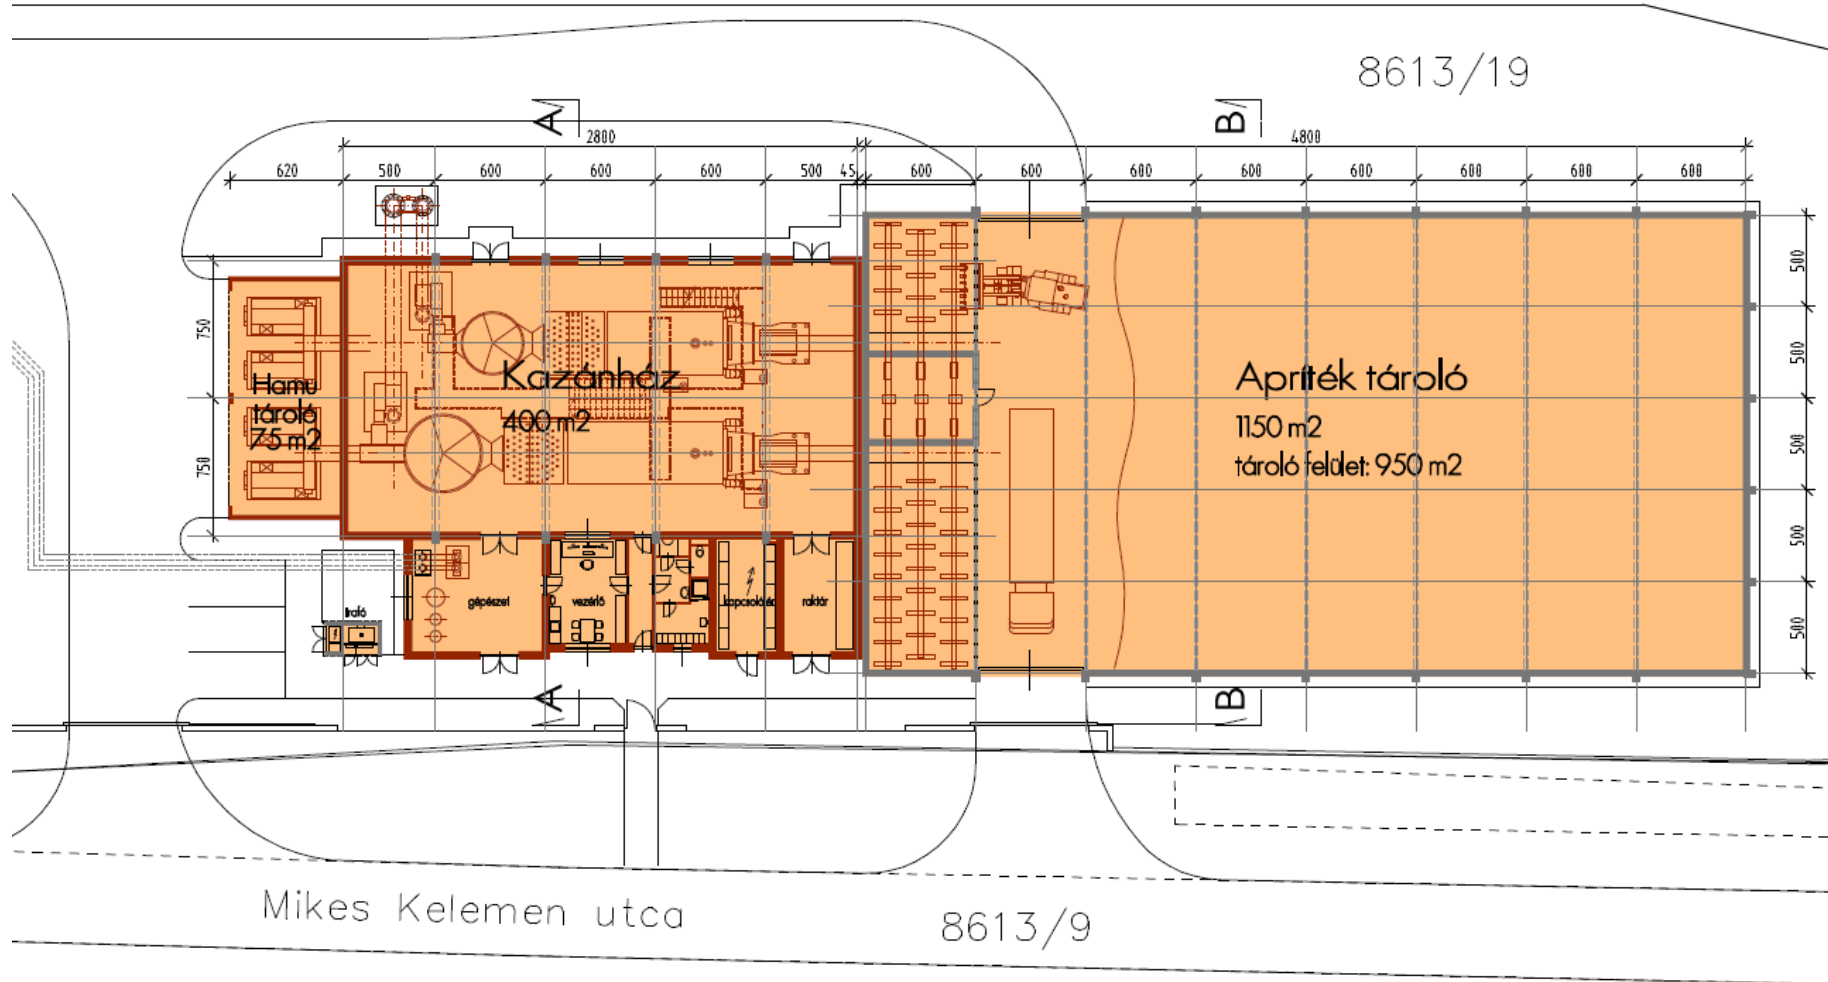 8613/19
A
B
2800
4800
620
500
600
600
600
500
45
600
600
600
600
600
600
600
600
750
750
500
500
500
500
500
Hamu
tároló
75 m2
Kazánház
400 m2
Apríték tároló
1150 m2
tároló felület: 950 m2
gépészet
vezérlő
kapcsoló
raktár
trafó
A
B
Mikes Kelemen utca
8613/9